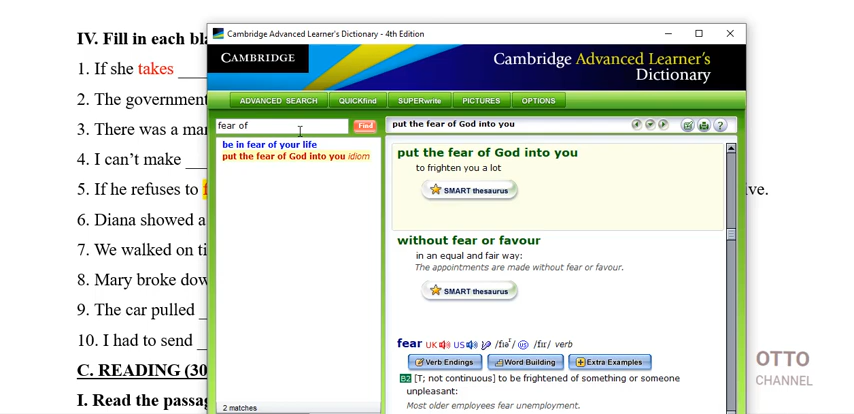 IV. Fill in each bla
1. If she takes
2. The government
3. There was a ma
4. I can't make
5. If he refuses to
ve.
6. Diana showed a
7. We walked on ti
8. Mary broke dow
9. The car pulled
10. I had to send
C. READING (30
I. Read the passag
Cambridge Advanced Learner's Dictionary - 4th Edition
CAMBRIDGE
Cambridge Advanced Learner's
Dictionary
ADVANCED SEARCH
QUICKfind
SUPERwrite
PICTURES
OPTIONS
fear of
Find
be in fear of your life
put the fear of God into you idiom
2 matches
put the fear of God into you
?
put the fear of God into you
to frighten you a lot
SMART thesaurus
without fear or favour
in an equal and fair way:
The appointments are made without fear or favour.
SMART thesaurus
fear UK US /fɪəʳ/ US /fɪr/ verb
Verb Endings
Word Building
Extra Examples
B2 [T; not continuous] to be frightened of something or someone
unpleasant:
Most older employees fear unemployment.
OTTO
CHANNEL